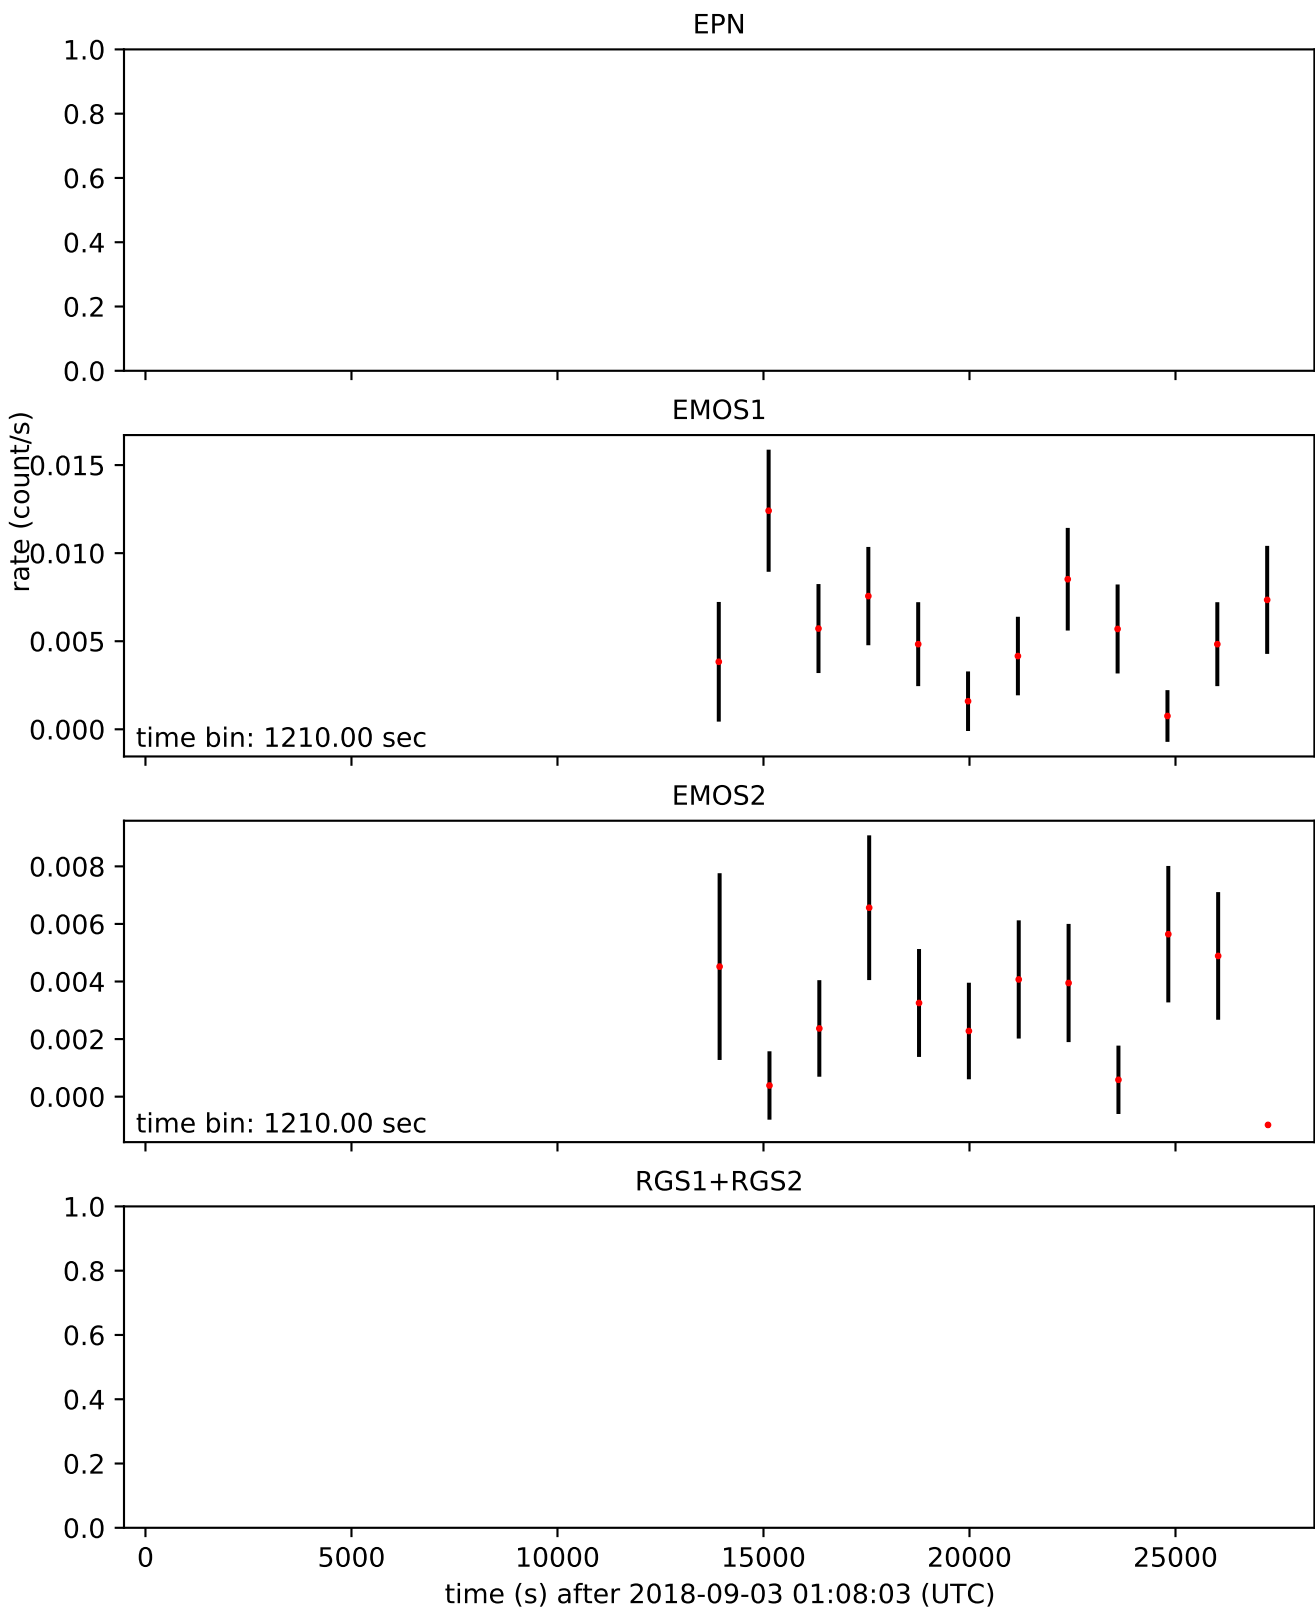 EPN
1.0
0.8
0.6
0.4
0.2
0.0
EMOS1
rate (count/s)
0.015
0.010
0.005
0.000
time bin: 1210.00 sec
EMOS2
0.008
0.006
0.004
0.002
0.000
time bin: 1210.00 sec
RGS1+RGS2
1.0
0.8
0.6
0.4
0.2
0.0
0 5000 10000 15000 20000 25000
time (s) after 2018-09-03 01:08:03 (UTC)